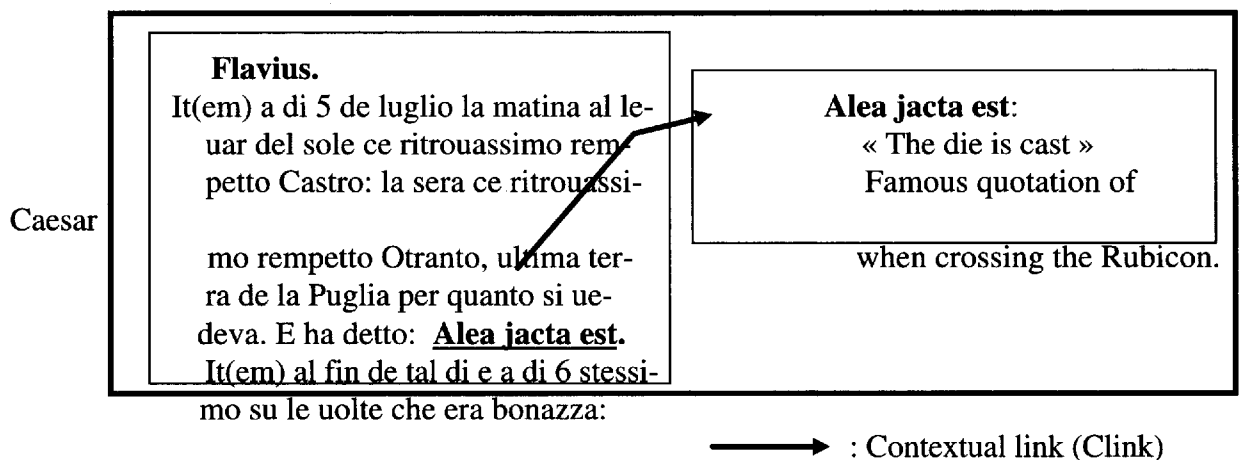 Flavius.
It(em) a di 5 de luglio la matina al le-
uar del sole ce ritrouassimo rem-
petto Castro: la sera ce ritrouassi-
mo rempetto Otranto, ultima ter-
ra de la Puglia per quanto si ue-
deva. E ha detto: Alea jacta est.
It(em) al fin de tal di e a di 6 stessi-
mo su le uolte che era bonazza:
Alea jacta est:
« The die is cast »
Famous quotation of
Caesar
when crossing the Rubicon.
: Contextual link (Clink)